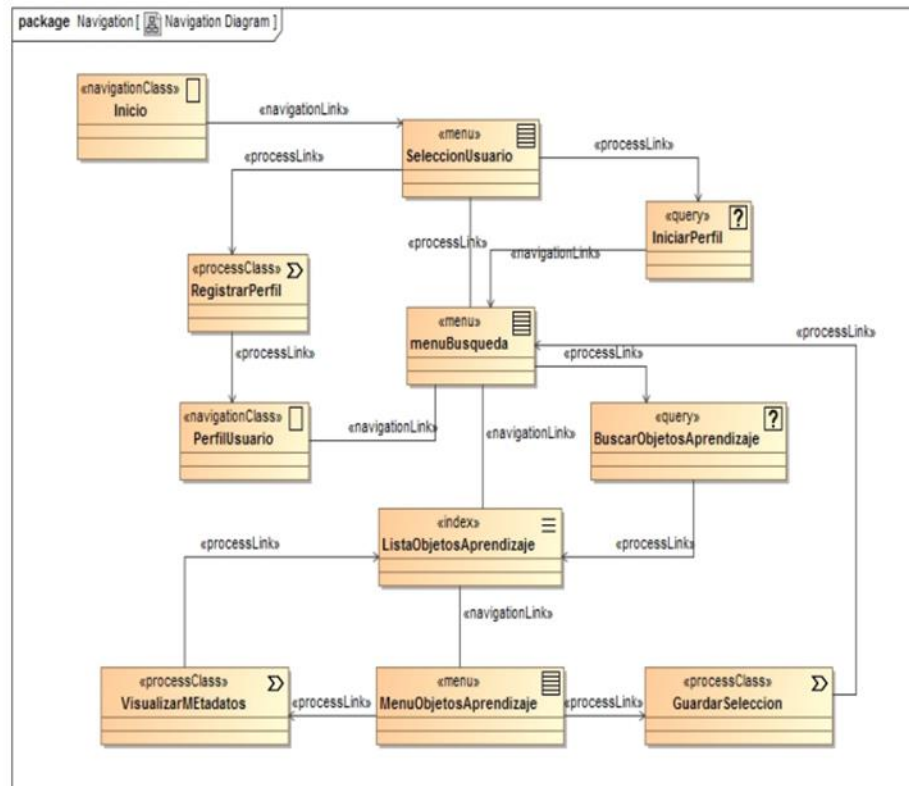 package Navigation [ Navigation Diagram ]
«navigationClass»
Inicio
«navigationLink»
«menu»
SeleccionUsuario
«processLink»
«processLink»
«query» ?
IniciarPerfil
«processLink»
«navigationLink»
«processClass»
RegistrarPerfil
«menu»
menuBusqueda
«processLink»
«processLink»
«processLink»
«navigationClass»
PerfilUsuario
«navigationLink»
«navigationLink»
«query» ?
BuscarObjetosAprendizaje
«index»
ListaObjetosAprendizaje
«processLink»
«processLink»
«navigationLink»
«processClass»
VisualizarMEtadatos
«processLink»
«menu»
MenuObjetosAprendizaje
«processLink»
«processClass»
GuardarSeleccion